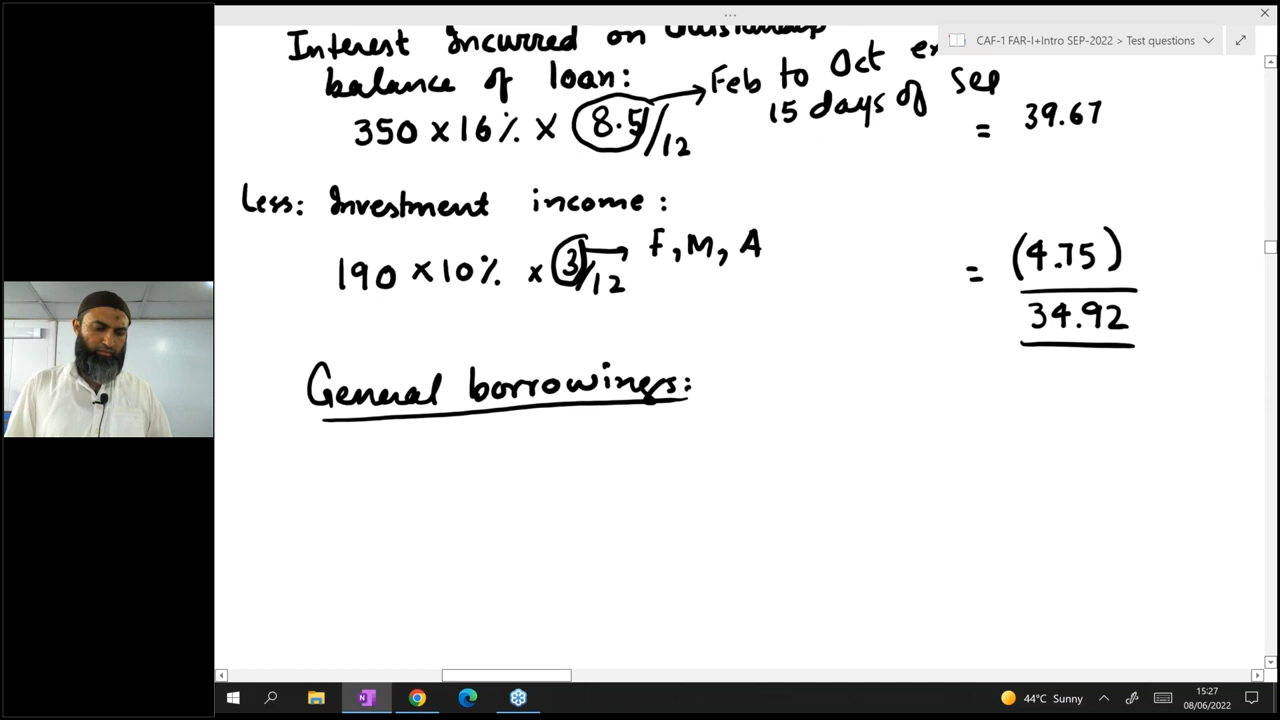 CAF-1 FAR-I+Intro SEP-2022 > Test questions
Interest Incurred on
balance of loan:
Feb to Oct
15 days of Sep
350 × 16% × 8.5/12
= 39.67
Less: Investment income:
190 × 10% × 3/12
F, M, A
= (4.75)
34.92
General borrowings:
44°C Sunny
15:27
08/06/2022